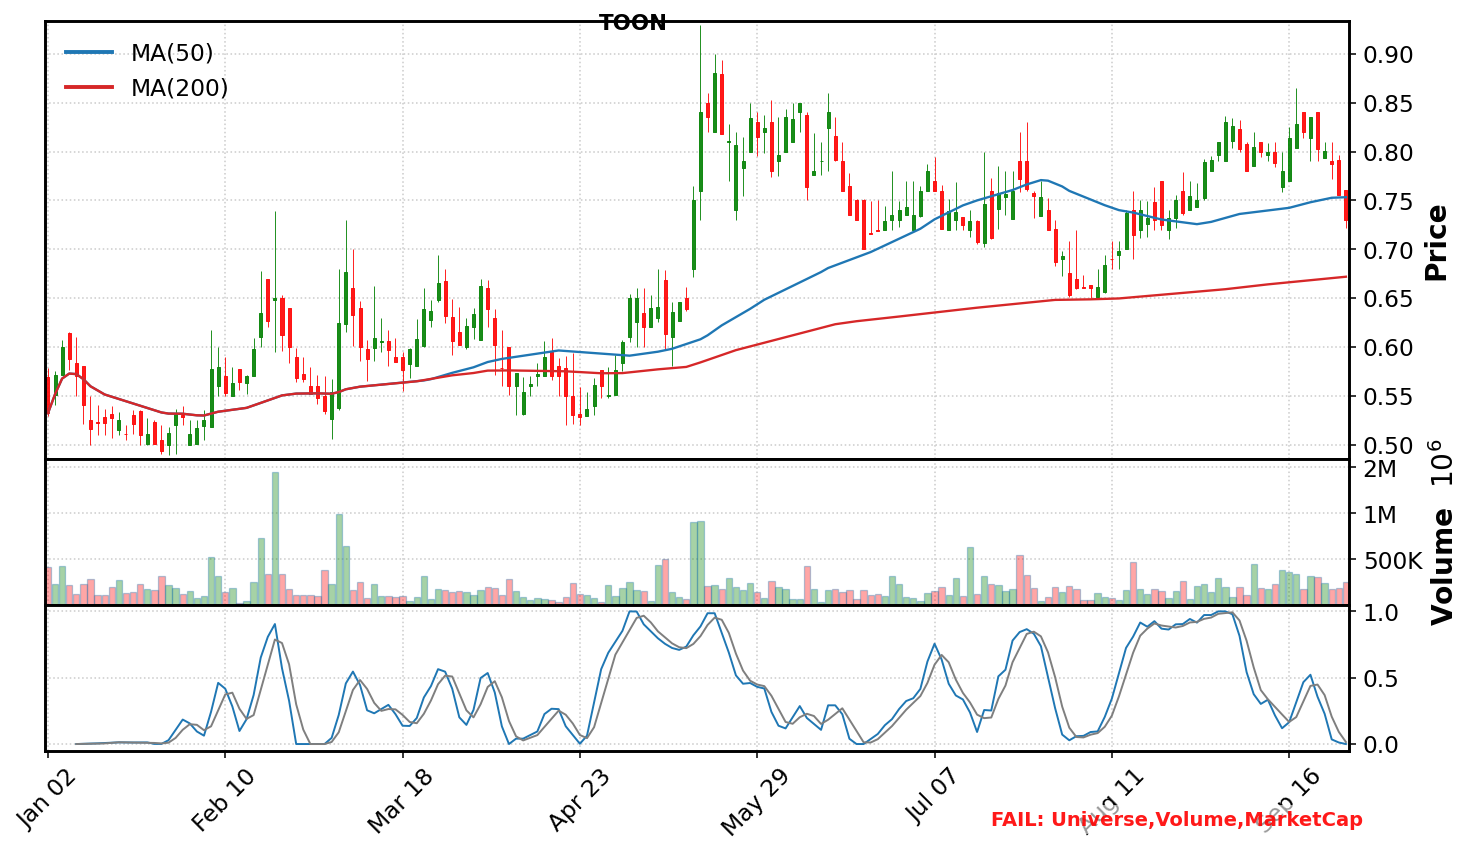 TOON
MA(50)
MA(200)
0.90
0.85
0.80
0.75
0.70
0.65
0.60
0.55
0.50
Price
2M
1M
500K
Volume 10^6
1.0
0.5
0.0
Jan 02
Feb 10
Mar 18
Apr 23
May 29
Jul 07
Aug 11
Sep 16
FAIL: Universe,Volume,MarketCap